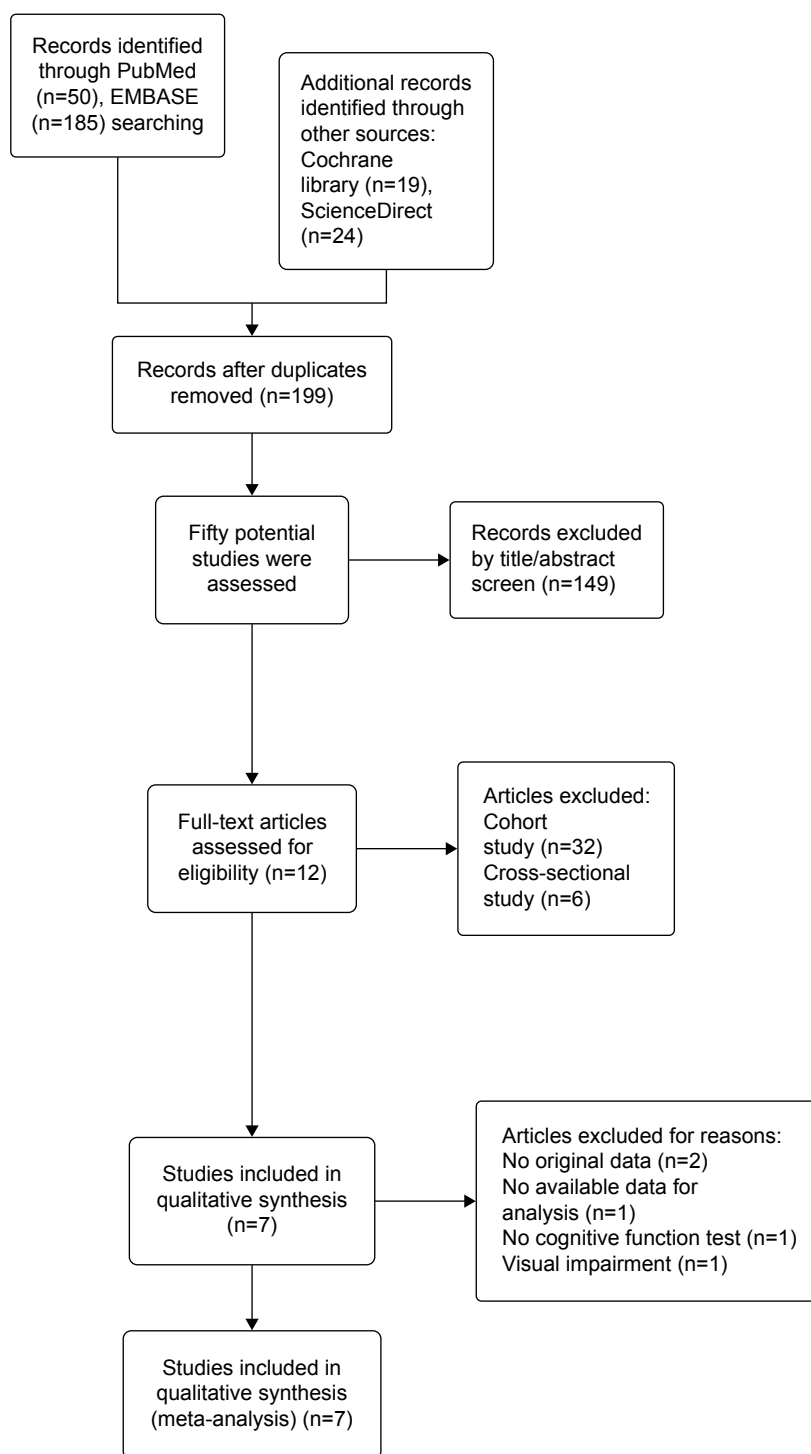 Records identified
through PubMed
(n=50), EMBASE
(n=185) searching
Additional records
identified through
other sources:
Cochrane
library (n=19),
ScienceDirect
(n=24)
Records after duplicates
removed (n=199)
Fifty potential
studies were
assessed
Records excluded
by title/abstract
screen (n=149)
Full-text articles
assessed for
eligibility (n=12)
Articles excluded:
Cohort
study (n=32)
Cross-sectional
study (n=6)
Studies included in
qualitative synthesis
(n=7)
Articles excluded for reasons:
No original data (n=2)
No available data for
analysis (n=1)
No cognitive function test (n=1)
Visual impairment (n=1)
Studies included in
qualitative synthesis
(meta-analysis) (n=7)